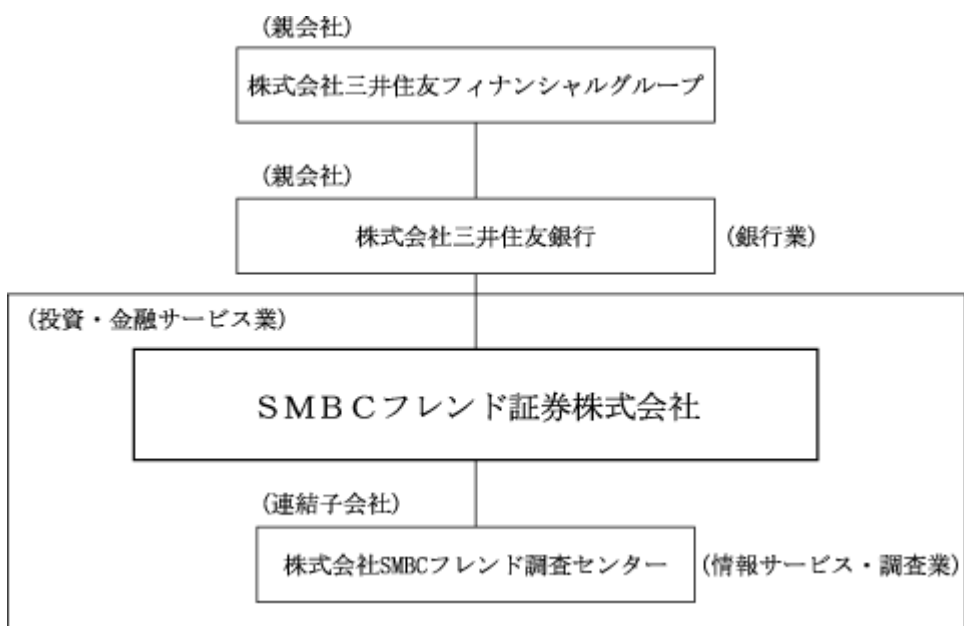 (親会社)
株式会社三井住友フィナンシャルグループ
(親会社)
株式会社三井住友銀行
(銀行業)
(投資・金融サービス業)
ＳＭＢＣフレンド証券株式会社
(連結子会社)
株式会社SMBCフレンド調査センター
(情報サービス・調査業)